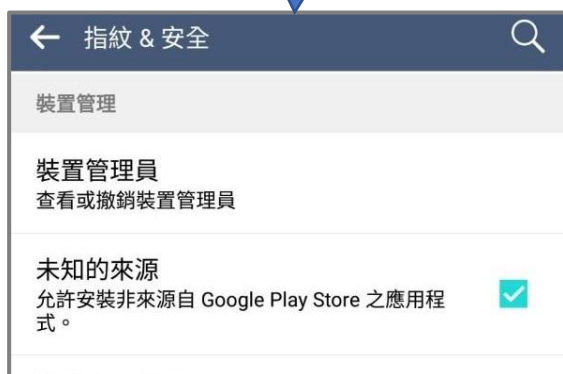 指紋 & 安全
裝置管理
裝置管理員
查看或撤銷裝置管理員
未知的來源
允許安裝非來源自 Google Play Store 之應用程
式。